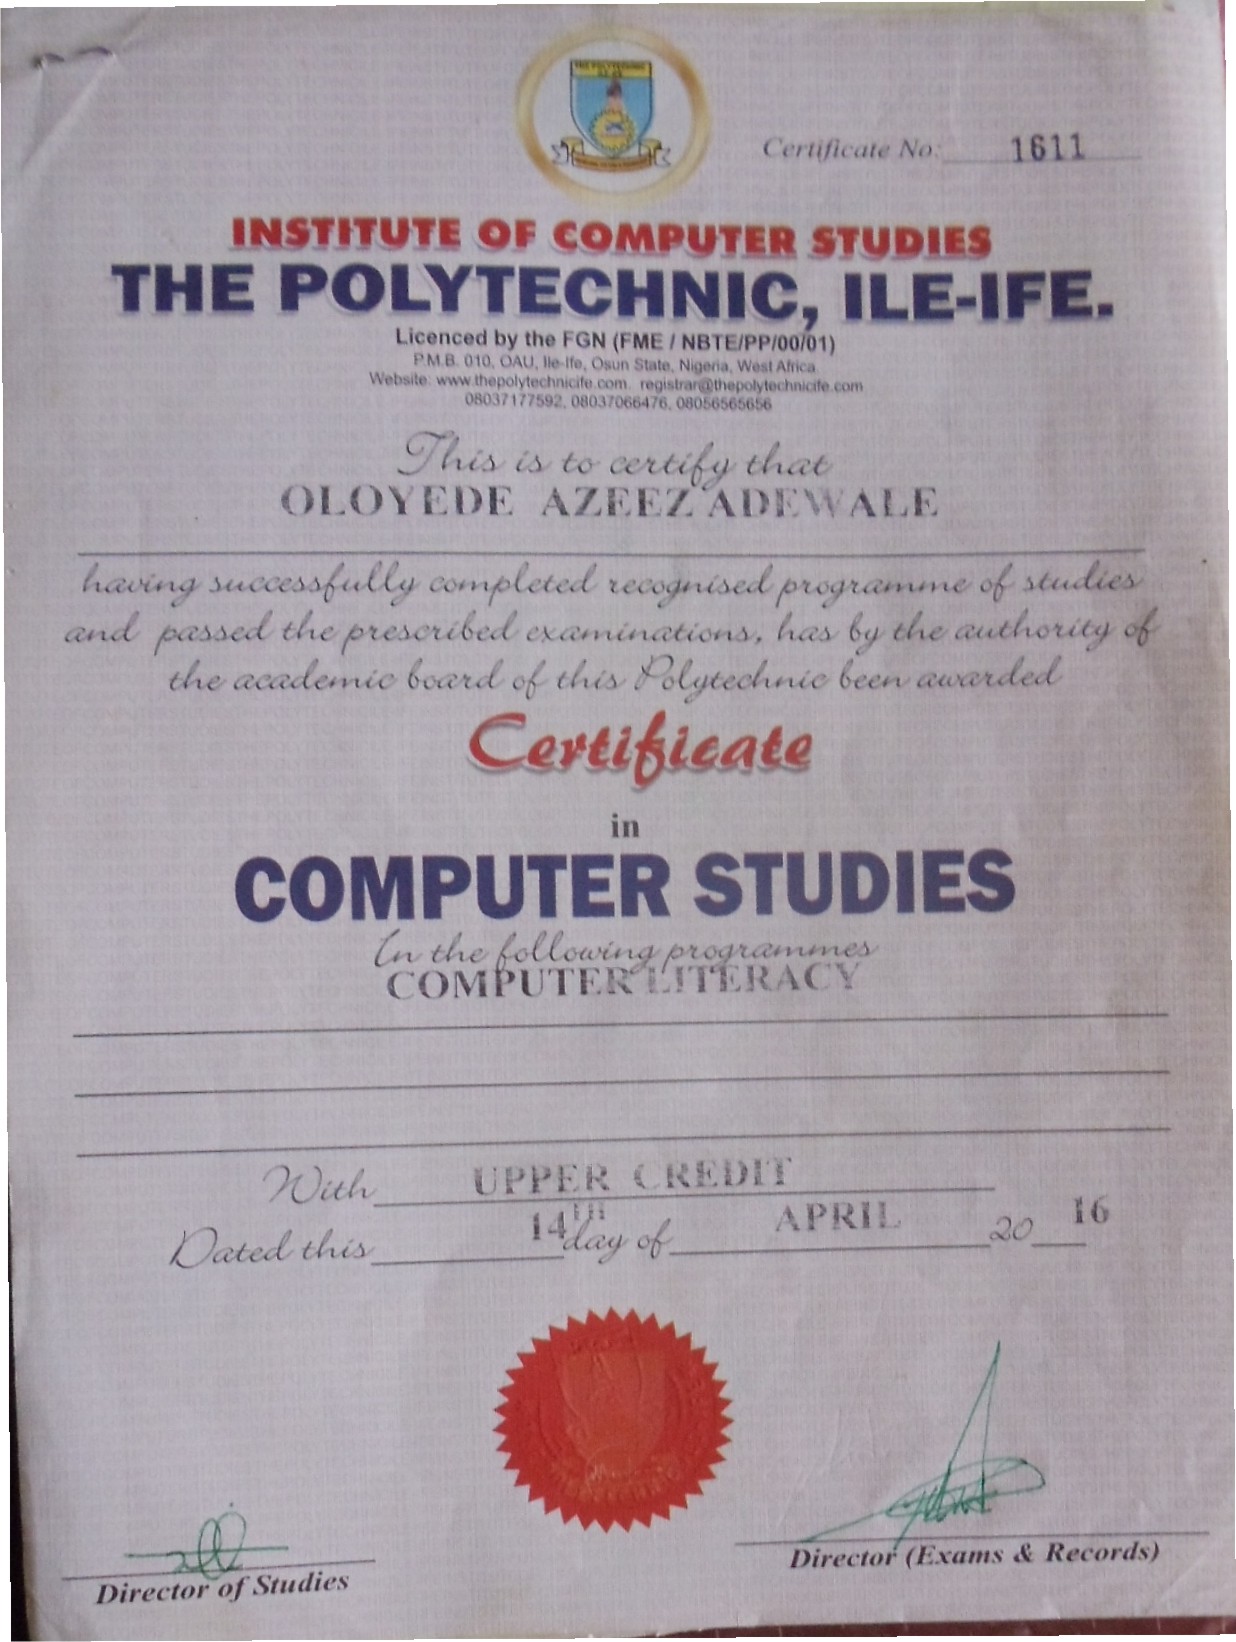 THE POLYTECHNIC
Certificate No: 1611
INSTITUTE OF COMPUTER STUDIES
THE POLYTECHNIC, ILE-IFE.
Licenced by the FGN (FME / NBTE/PP/00/01)
P.M.B. 010, OAU, Ile-Ife, Osun State, Nigeria, West Africa
Website: www.thepolytechnicife.com. registrar@thepolytechnicife.com
08037177592, 08037066476, 08056565656
This is to certify that
OLOYEDE AZEEZ ADEWALE
having successfully completed recognised programme of studies
and passed the prescribed examinations, has by the authority of
the academic board of this Polytechnic been awarded
Certificate
in
COMPUTER STUDIES
In the following programmes
COMPUTER LITERACY
With UPPER CREDIT
Dated this 14TH day of APRIL 20 16
Director of Studies
Director (Exams & Records)